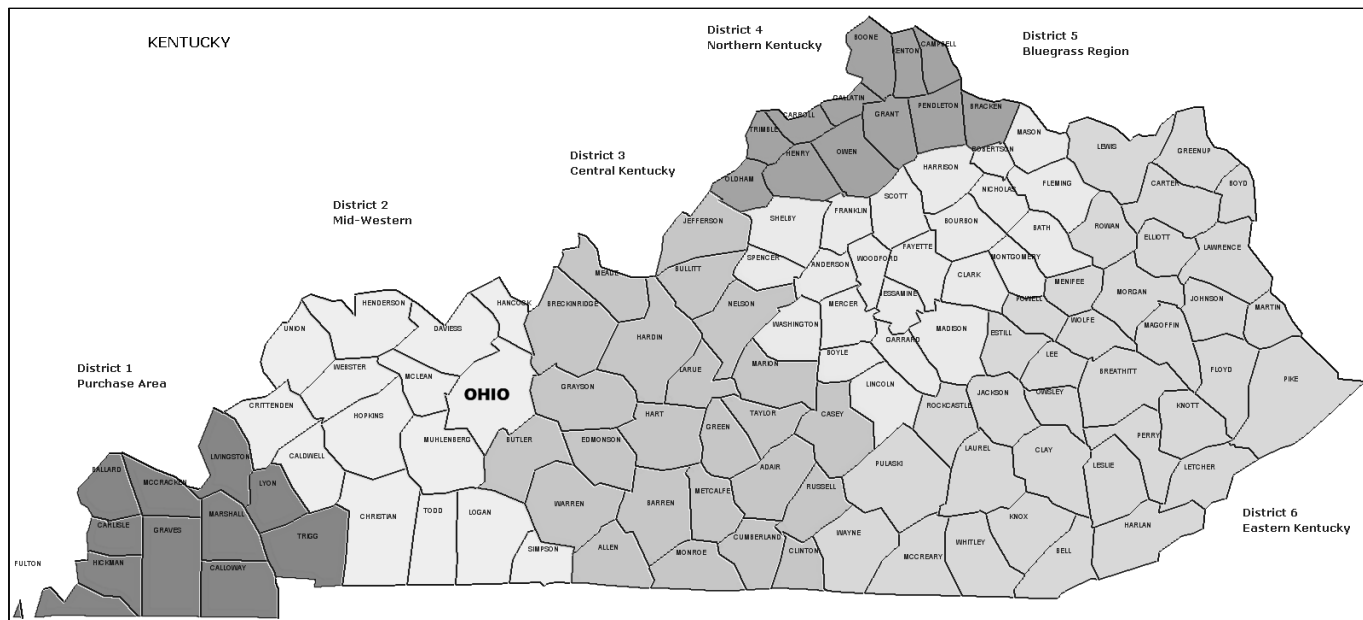 KENTUCKY
District 4
Northern Kentucky
District 5
Bluegrass Region
District 3
Central Kentucky
District 2
Mid-Western
District 1
Purchase Area
District 6
Eastern Kentucky
BOONE
KENTON
CAMPBELL
GALLATIN
CARROLL
GRANT
PENDLETON
BRACKEN
TRIMBLE
HENRY
OWEN
OLDHAM
MASON
ROBERTSON
LEWIS
GREENUP
HARRISON
NICHOLAS
FLEMING
CARTER
BOYD
JEFFERSON
SHELBY
FRANKLIN
SCOTT
BOURBON
BATH
ROWAN
ELLIOTT
LAWRENCE
SPENCER
ANDERSON
WOODFORD
FAYETTE
CLARK
MONTGOMERY
MENIFEE
MORGAN
JOHNSON
MARTIN
MEADE
BULLITT
NELSON
MERCER
ESSAMINE
POWELL
WOLFE
MAGOFFIN
HANCOCK
BRECKINRIDGE
HENDERSON
UNION
DAVIESS
HARDIN
WASHINGTON
BOYLE
GARRARD
MADISON
ESTILL
LEE
BREATHITT
FLOYD
PIKE
WEBSTER
MCLEAN
OHIO
GRAYSON
LARUE
MARION
LINCOLN
ROCKCASTLE
JACKSON
OWSLEY
KNOTT
CRITTENDEN
HOPKINS
MUHLENBERG
BUTLER
EDMONSON
HART
GREEN
TAYLOR
CASEY
PERRY
LIVINGSTON
CALDWELL
LYON
ADAIR
PULASKI
LAUREL
CLAY
LESLIE
LETCHER
BALLARD
MCCRACKEN
WARREN
BARREN
METCALFE
RUSSELL
CARLISLE
GRAVES
MARSHALL
TRIGG
CHRISTIAN
TODD
LOGAN
SIMPSON
ALLEN
MONROE
CUMBERLAND
CLINTON
WAYNE
MCCREARY
WHITLEY
KNOX
BELL
HARLAN
FULTON
HICKMAN
CALLOWAY